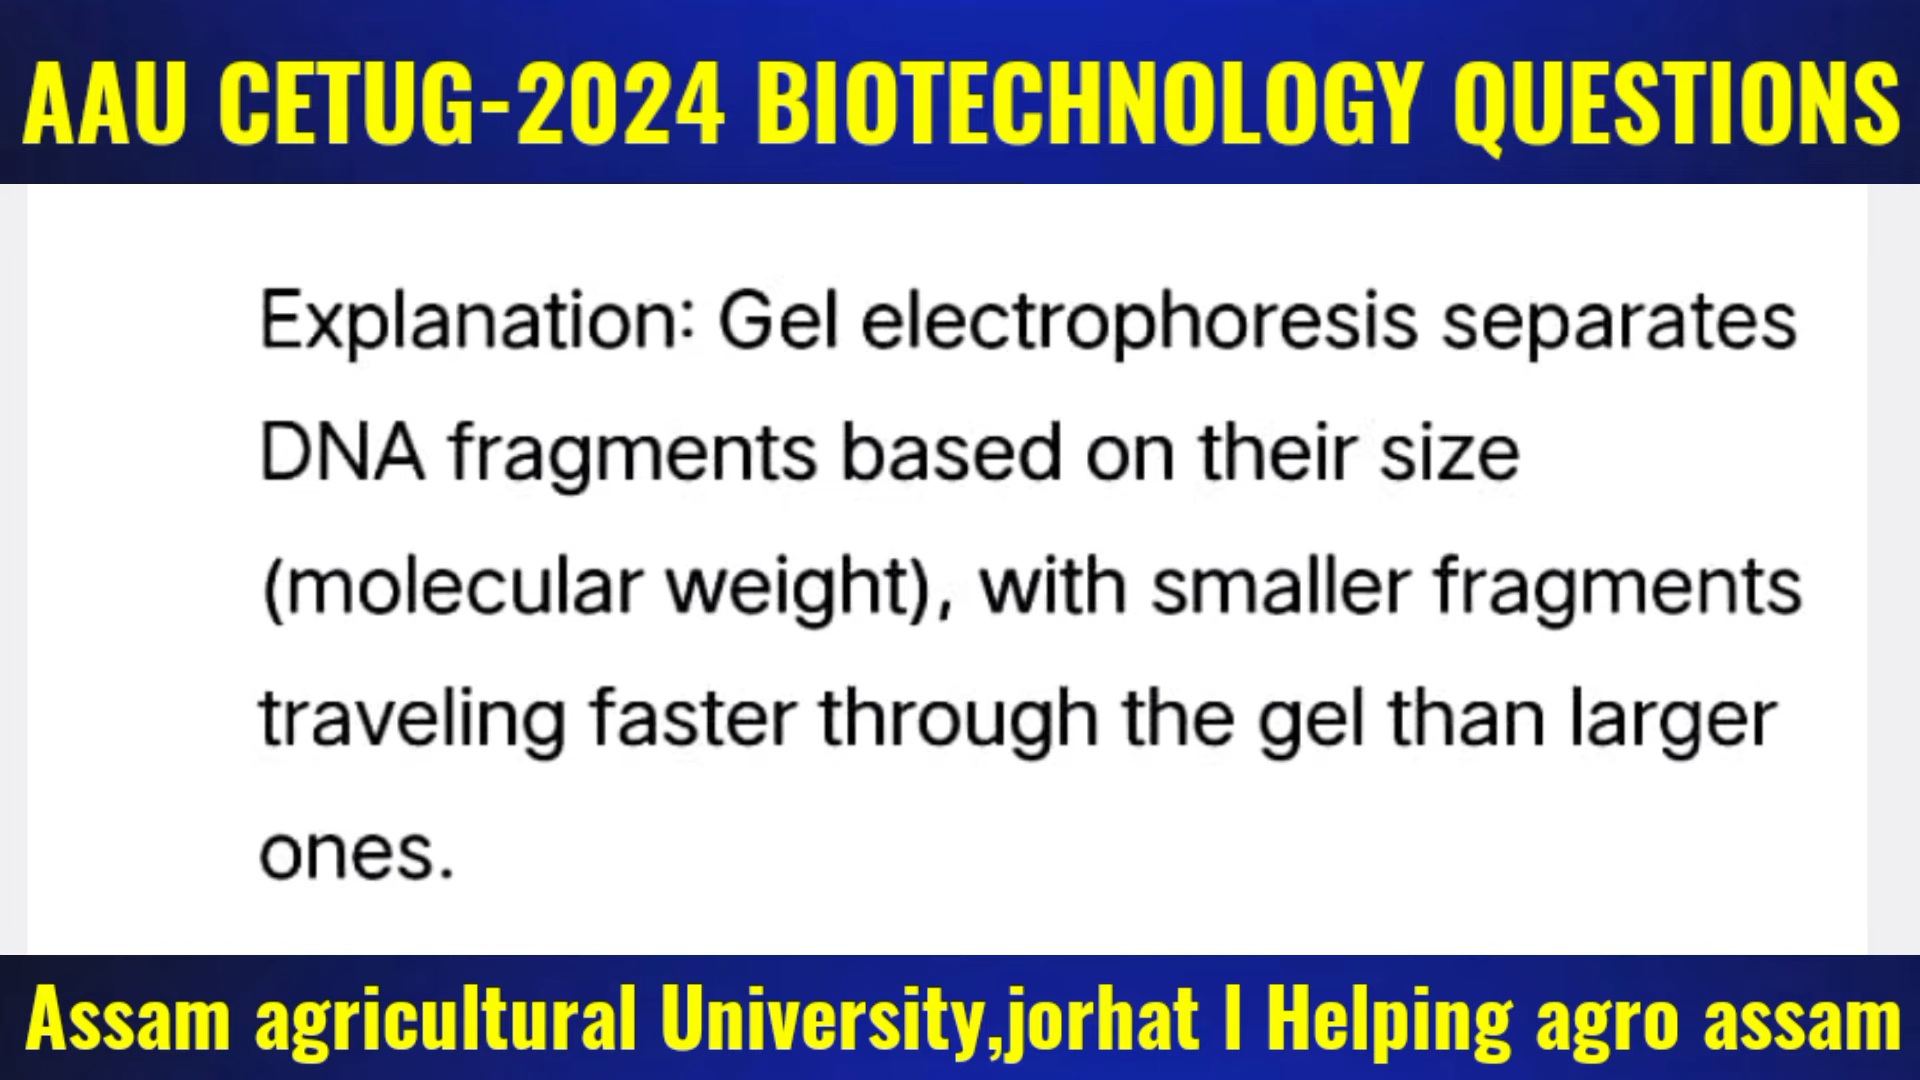 AAU CETUG-2024 BIOTECHNOLOGY QUESTIONS
Explanation: Gel electrophoresis separates
DNA fragments based on their size
(molecular weight), with smaller fragments
traveling faster through the gel than larger
ones.
Assam agricultural University,jorhat l Helping agro assam